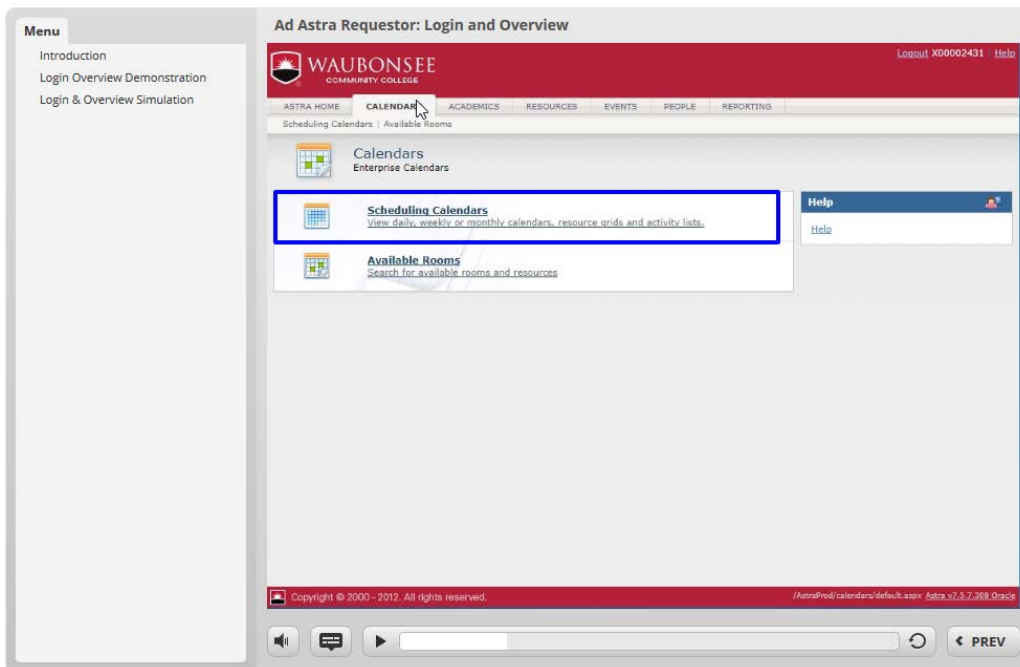 Menu
Introduction
Login Overview Demonstration
Login & Overview Simulation
Ad Astra Requestor: Login and Overview
WAUBONSEE
COMMUNITY COLLEGE
Logout X00002431 | Help
ASTRA HOME CALENDARS ACADEMICS RESOURCES EVENTS PEOPLE REPORTING
Scheduling Calendars | Available Rooms
Calendars
Enterprise Calendars
Scheduling Calendars
View daily, weekly or monthly calendars, resource grids and activity lists.
Available Rooms
Search for available rooms and resources
Help
Help
Copyright © 2000 - 2012. All rights reserved. /AstraProd/calendars/default.aspx Astra v7.5.7.208 Oracle
PREV